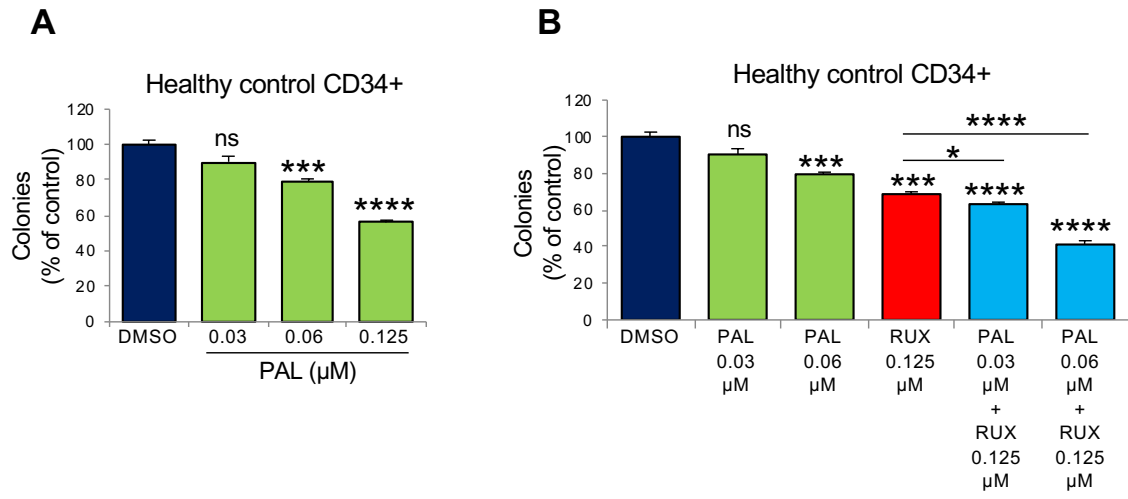 A
Healthy control CD34+
Colonies
(% of control)
120
100
80
60
40
20
0
ns
***
****
DMSO
0.03
0.06
0.125
PAL (µM)
B
Healthy control CD34+
Colonies
(% of control)
120
100
80
60
40
20
0
ns
***
***
****
****
*
****
DMSO
PAL
0.03
µM
PAL
0.06
µM
RUX
0.125
µM
PAL
0.03
µM
+
RUX
0.125
µM
PAL
0.06
µM
+
RUX
0.125
µM